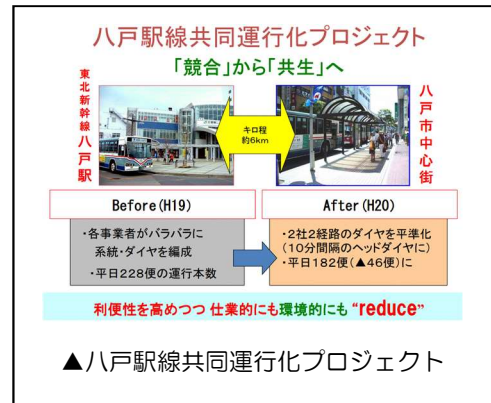 八戸駅線共同運行化プロジェクト
「競合」から「共生」へ
東北新幹線八戸駅
キロ程
約6km
八戸市中心街
Before(H19)
・各事業者がバラバラに
系統・ダイヤを編成
・平日228便の運行本数
After(H20)
・2社2経路のダイヤを平準化
(10分間隔のヘッドダイヤに)
・平日182便(▲46便)に
利便性を高めつつ 仕業的にも環境的にも “reduce”
▲八戸駅線共同運行化プロジェクト